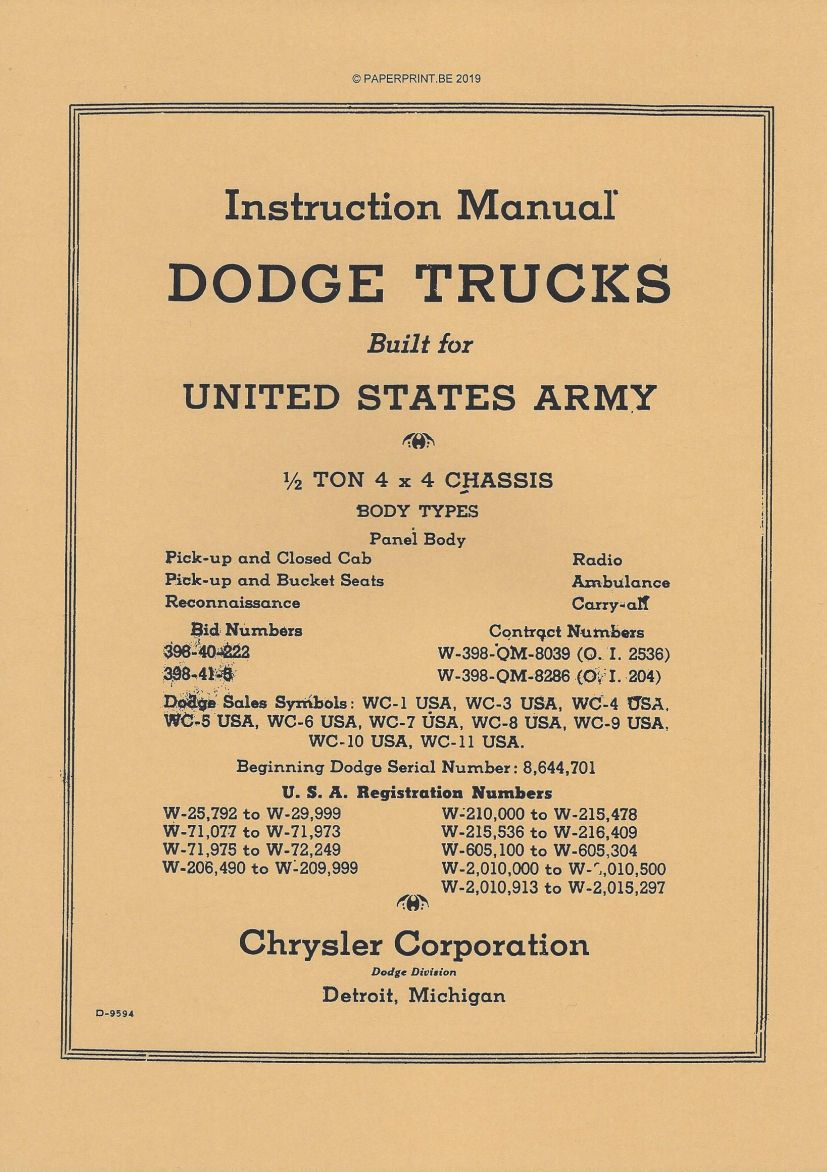 © PAPERPRINT.BE 2019
Instruction Manual
DODGE TRUCKS
Built for
UNITED STATES ARMY
½ TON 4 x 4 CHASSIS
BODY TYPES
Panel Body
Pick-up and Closed Cab Radio
Pick-up and Bucket Seats Ambulance
Reconnaissance Carry-all
Bid Numbers Contract Numbers
398-40-222 W-398-QM-8039 (O. I. 2536)
398-41-5 W-398-QM-8286 (O. I. 204)
Dodge Sales Symbols: WC-1 USA, WC-3 USA, WC-4 USA,
WC-5 USA, WC-6 USA, WC-7 USA, WC-8 USA, WC-9 USA,
WC-10 USA, WC-11 USA.
Beginning Dodge Serial Number: 8,644,701
U. S. A. Registration Numbers
W-25,792 to W-29,999 W-210,000 to W-215,478
W-71,077 to W-71,973 W-215,536 to W-216,409
W-71,975 to W-72,249 W-605,100 to W-605,304
W-206,490 to W-209,999 W-2,010,000 to W- ,010,500
W-2,010,913 to W-2,015,297
Chrysler Corporation
Dodge Division
Detroit, Michigan
D-9594